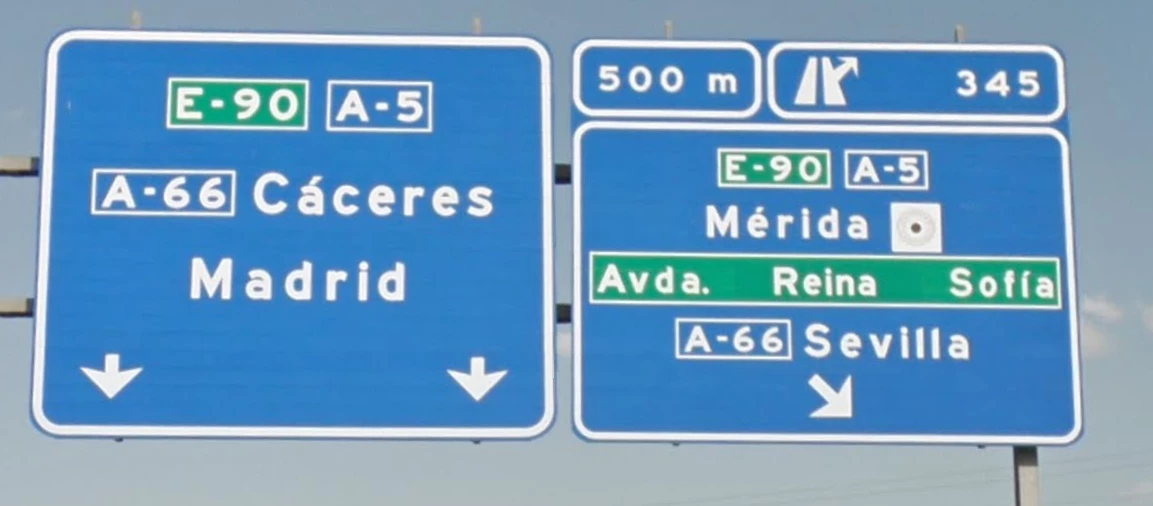 E-90 A-5
A-66 Cáceres
Madrid
500 m
345
E-90 A-5
Mérida
Avda. Reina Sofía
A-66 Sevilla